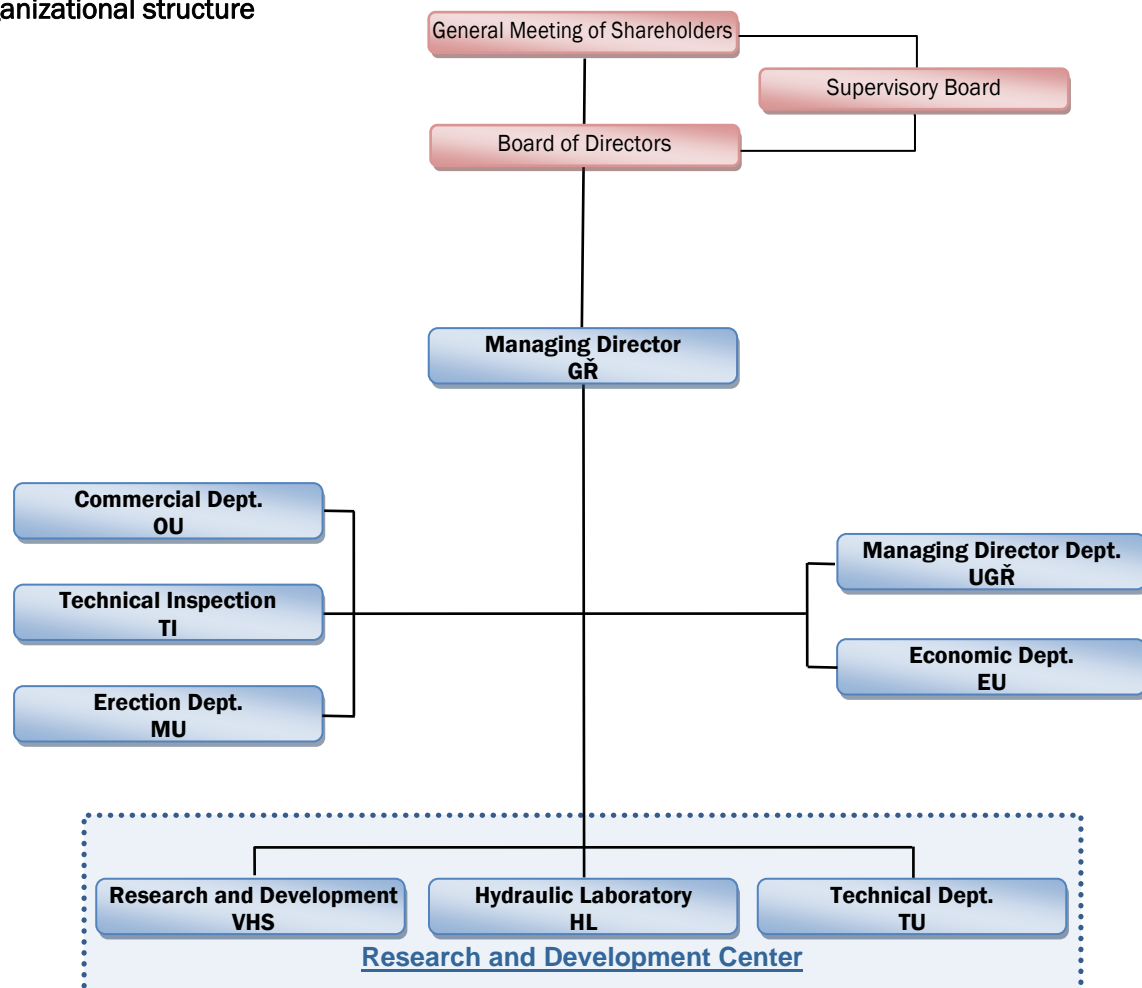 ganizational structure
General Meeting of Shareholders
Supervisory Board
Board of Directors
Managing Director
GŘ
Commercial Dept.
OU
Technical Inspection
TI
Erection Dept.
MU
Managing Director Dept.
UGŘ
Economic Dept.
EU
Research and Development
VHS
Hydraulic Laboratory
HL
Technical Dept.
TU
Research and Development Center